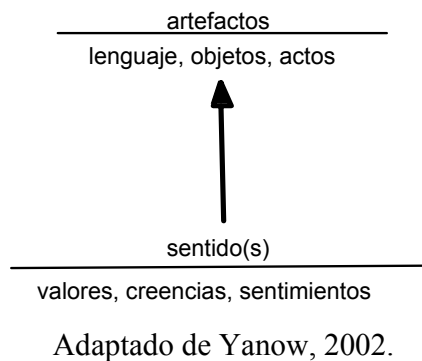 artefactos
lenguaje, objetos, actos
sentido(s)
valores, creencias, sentimientos
Adaptado de Yanow, 2002.